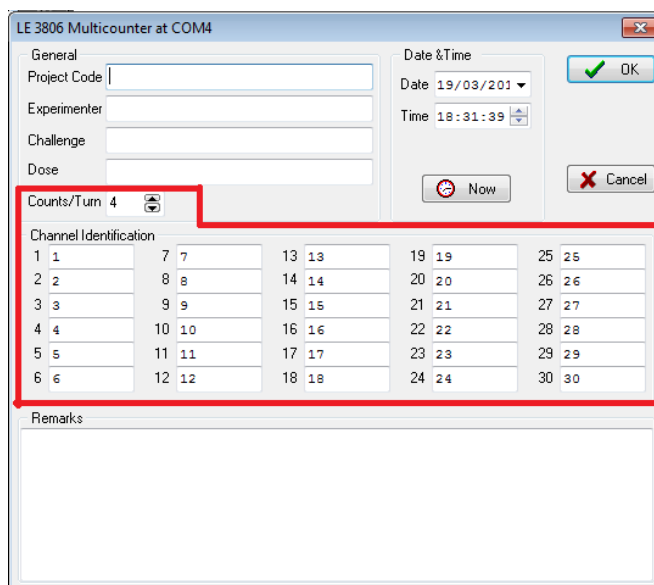 LE 3806 Multicounter at COM4
General
Project Code
Experimenter
Challenge
Dose
Counts/Turn 4
Date &Time
Date 19/03/201
Time 18:31:39
Now
OK
Cancel
Channel Identification
1 1 7 7 13 13 19 19 25 25
2 2 8 8 14 14 20 20 26 26
3 3 9 9 15 15 21 21 27 27
4 4 10 10 16 16 22 22 28 28
5 5 11 11 17 17 23 23 29 29
6 6 12 12 18 18 24 24 30 30
Remarks